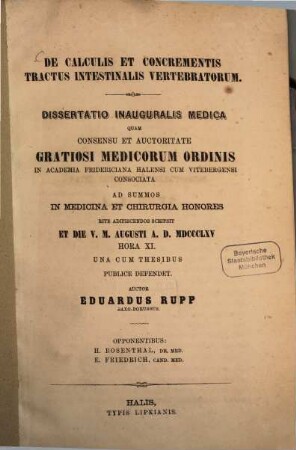 DE CALCULIS ET CONCREMENTIS
TRACTUS INTESTINALIS VERTEBRATORUM.
DISSERTATIO INAUGURALIS MEDICA
QUAM
CONSENSU ET AUCTORITATE
GRATIOSI MEDICORUM ORDINIS
IN ACADEMIA FRIDERICIANA HALENSI CUM VITEBERGENSI
CONSOCIATA
AD SUMMOS
IN MEDICINA ET CHIRURGIA HONORES
RITE ADIPISCENDOS SCRIPSIT
ET DIE V. M. AUGUSTI A. D. MDCCCLXV
HORA XI.
UNA CUM THESIBUS
PUBLICE DEFENDET.
AUCTOR
EDUARDUS RUPP
SAXO-BORUSSUS.
Bayerische
Staatsbibliothek
München
OPPONENTIBUS:
H. ROSENTHAL, DR. MED.
E. FRIEDRICH, CAND. MED.
HALIS,
TYPIS LIPKIANIS.